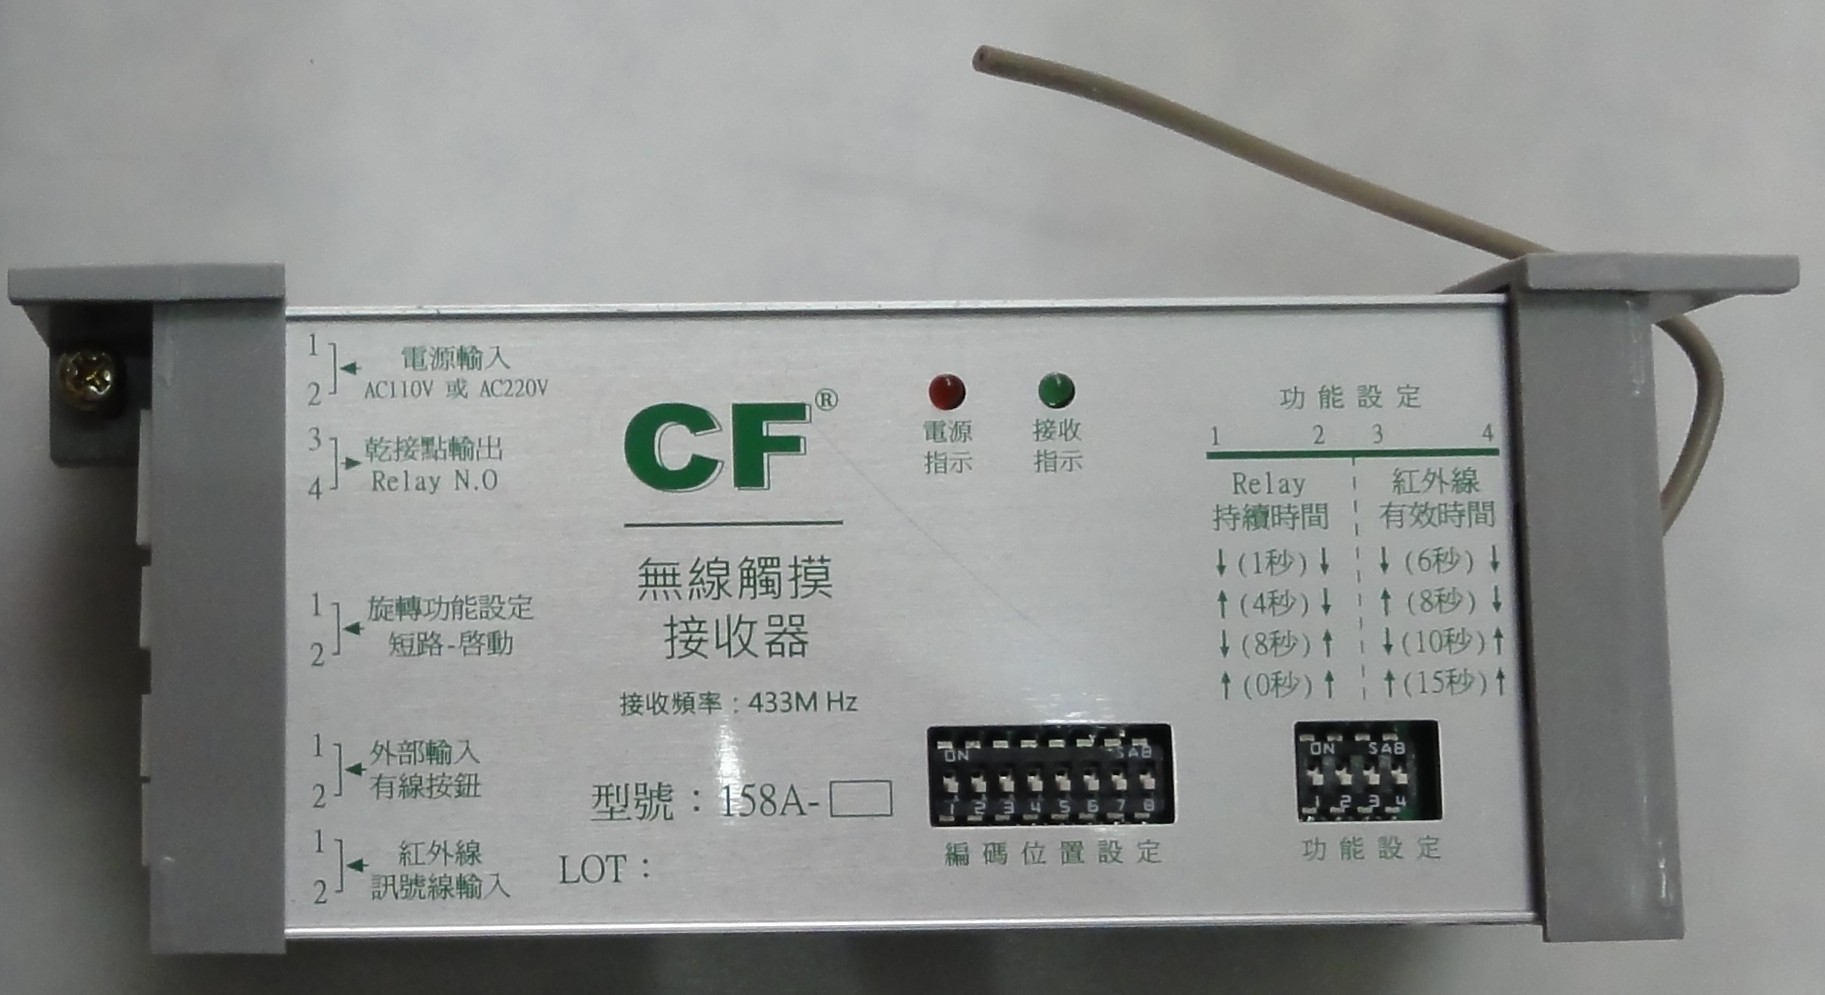 1
2
電源輸入
AC110V 或 AC220V
3
4
乾接點輸出
Relay N.O
1
2
旋轉功能設定
短路-啓動
1
2
外部輸入
有線按鈕
1
2
紅外線
訊號線輸入
CF®
無線觸摸
接收器
接收頻率：433M Hz
型號：158A-
LOT：
電源
指示
接收
指示
ON SAB
1 2 3 4 5 6 7 8
編碼位置設定
功能設定
1 2 3 4
Relay 紅外線
持續時間 有效時間
↓(1秒)↓ ↓(6秒)↓
↑(4秒)↓ ↑(8秒)↓
↓(8秒)↑ ↓(10秒)↑
↑(0秒)↑ ↑(15秒)↑
ON SAB
1 2 3 4
功能設定